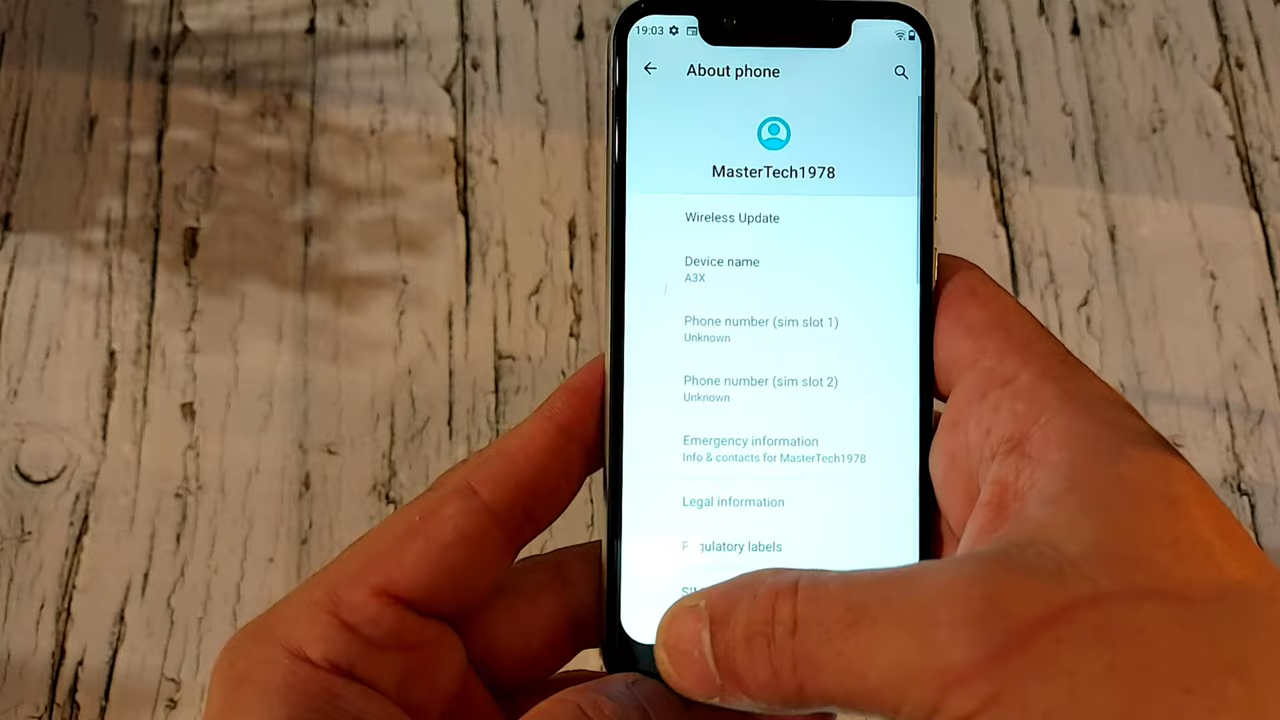 19:03
About phone
MasterTech1978
Wireless Update
Device name
A3X
Phone number (sim slot 1)
Unknown
Phone number (sim slot 2)
Unknown
Emergency information
Info & contacts for MasterTech1978
Legal information
Regulatory labels